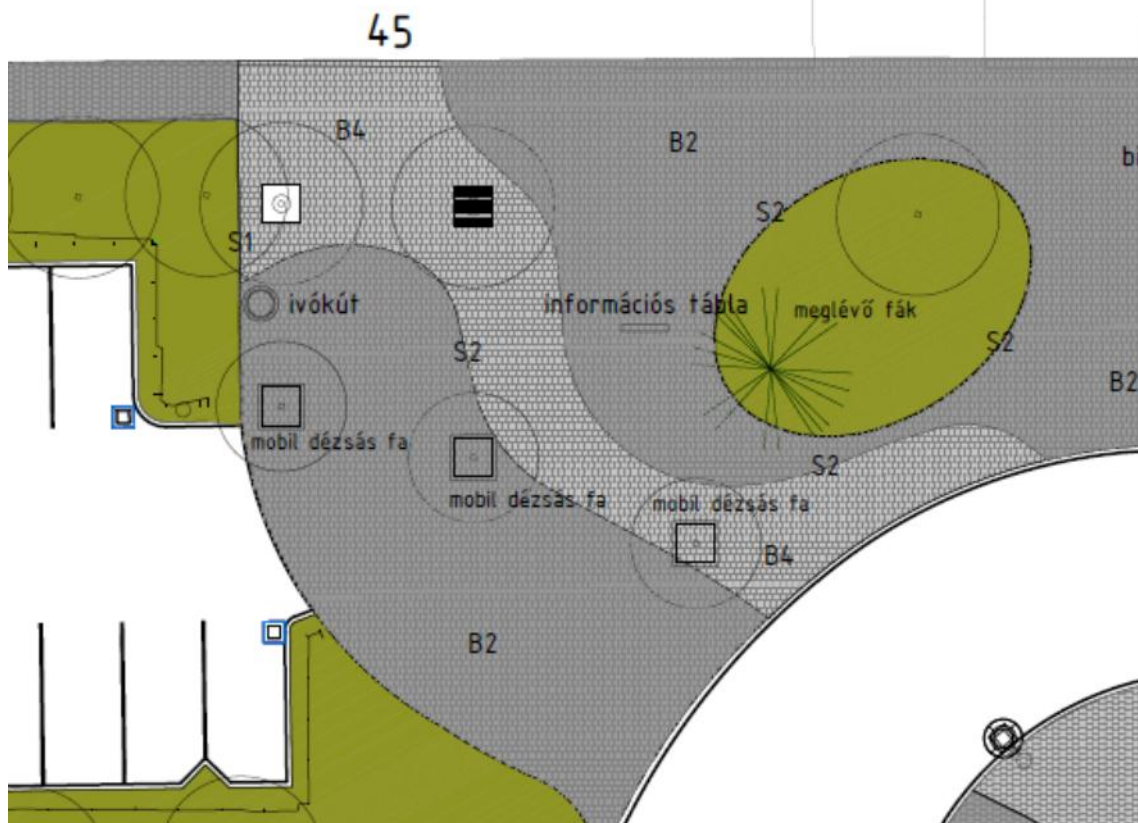 45
B4
B2
bi
S2
S1
ivókút
információs tábla
meglévő fák
S2
S2
B2
mobil dézsás fa
S2
mobil dézsás fa
mobil dézsás fa
B4
B2